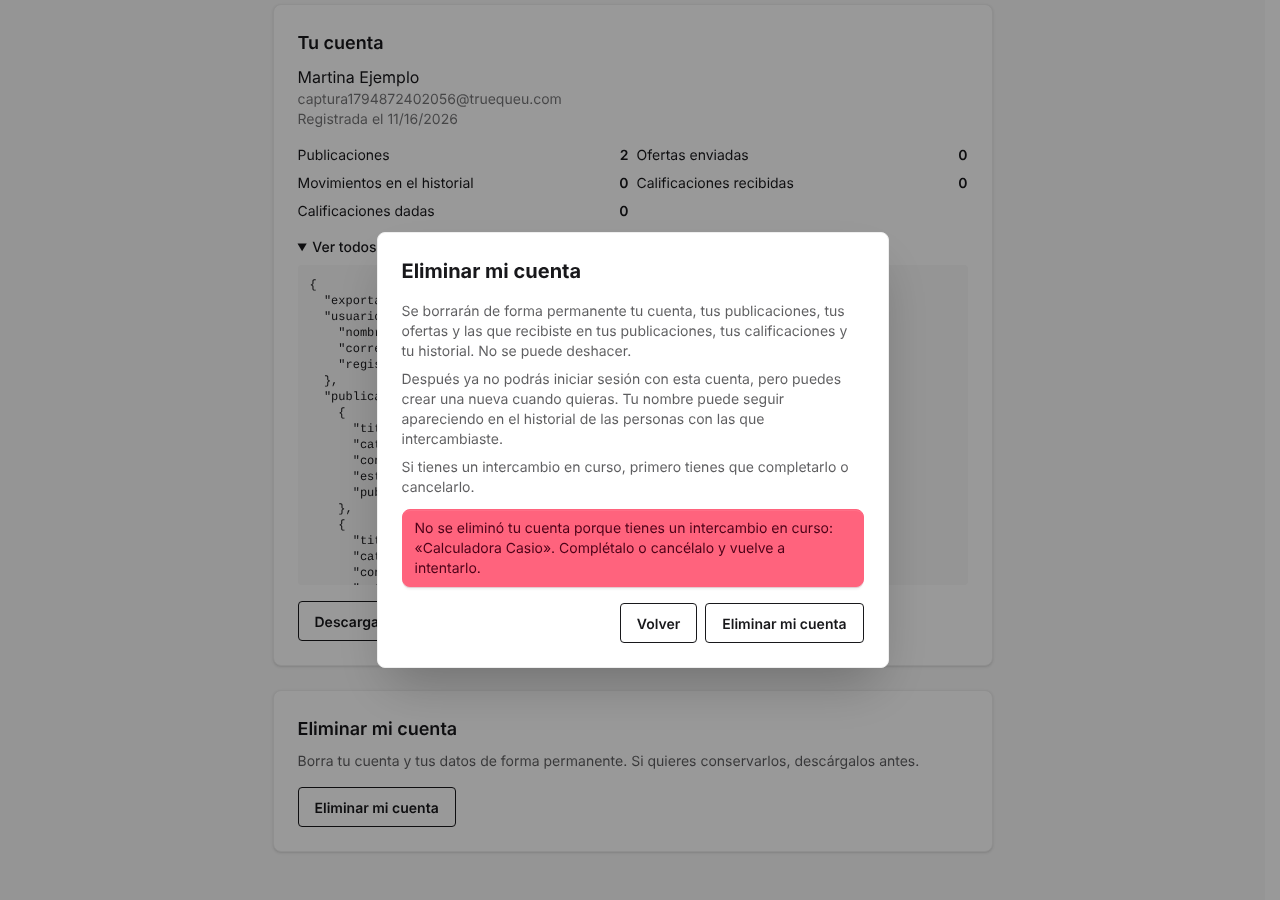 Tu cuenta
Martina Ejemplo
captura1794872402056@truequeu.com
Registrada el 11/16/2026
Publicaciones 2 Ofertas enviadas 0
Movimientos en el historial 0 Calificaciones recibidas 0
Calificaciones dadas 0
▼ Ver todos
{
"exporta
"usuario
"nombr
"corre
"regis
},
"publica
{
"tit
"cat
"con
"est
"pub
},
{
"tit
"cat
"con
Descarga
Eliminar mi cuenta
Se borrarán de forma permanente tu cuenta, tus publicaciones, tus
ofertas y las que recibiste en tus publicaciones, tus calificaciones y
tu historial. No se puede deshacer.
Después ya no podrás iniciar sesión con esta cuenta, pero puedes
crear una nueva cuando quieras. Tu nombre puede seguir
apareciendo en el historial de las personas con las que
intercambiaste.
Si tienes un intercambio en curso, primero tienes que completarlo o
cancelarlo.
No se eliminó tu cuenta porque tienes un intercambio en curso:
«Calculadora Casio». Complétalo o cancélalo y vuelve a
intentarlo.
Volver Eliminar mi cuenta
Eliminar mi cuenta
Borra tu cuenta y tus datos de forma permanente. Si quieres conservarlos, descárgalos antes.
Eliminar mi cuenta